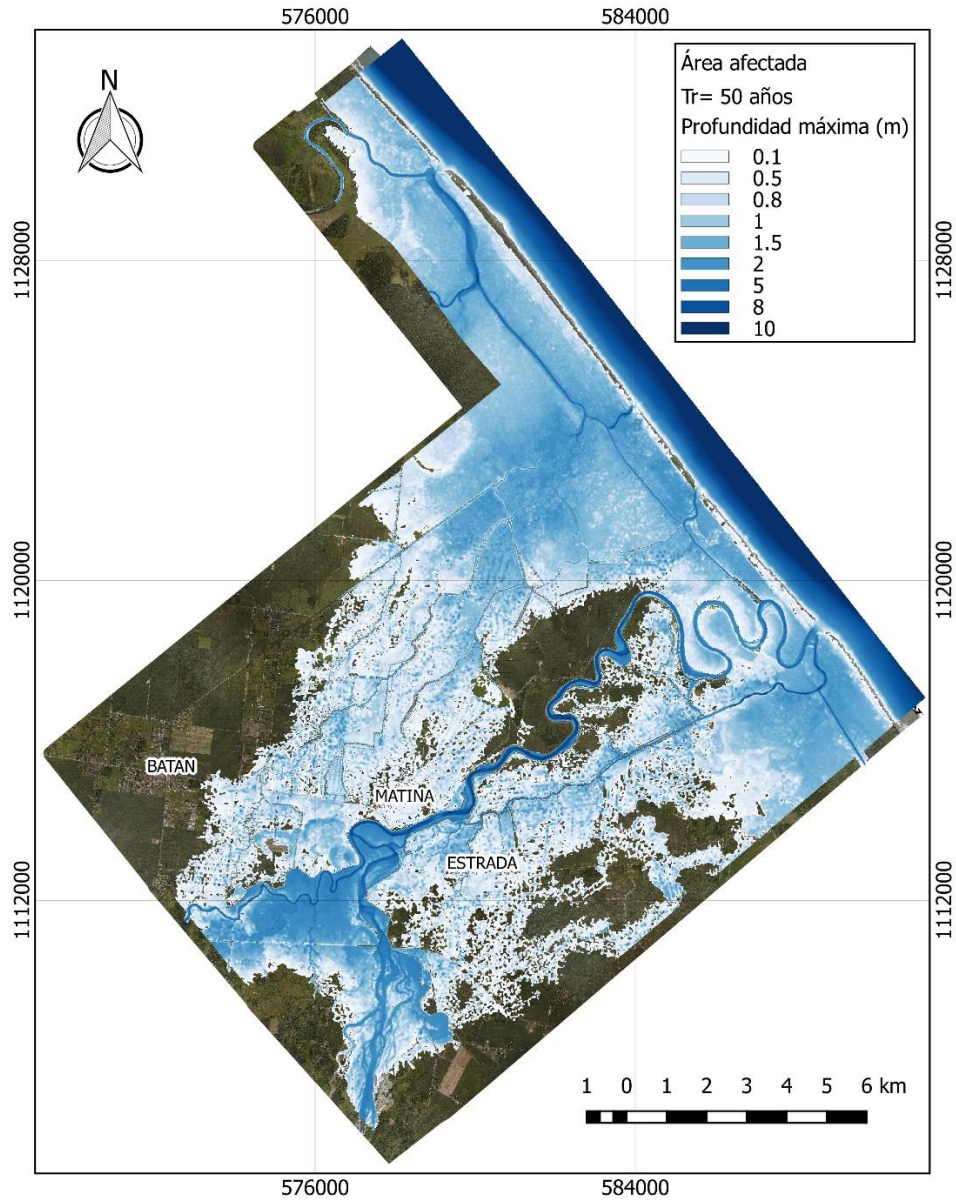 576000
584000
N
Área afectada
Tr= 50 años
Profundidad máxima (m)
0.1
0.5
0.8
1
1.5
2
5
8
10
1128000
1128000
1120000
1120000
BATAN
MATINA
ESTRADA
1112000
1112000
1 0 1 2 3 4 5 6 km
576000
584000